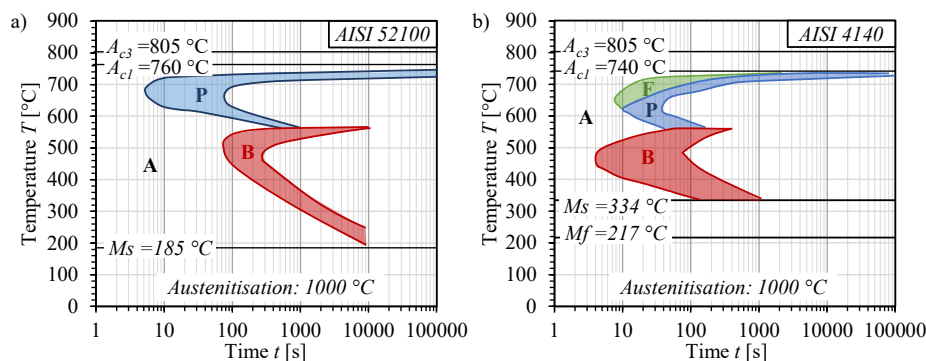 a)
900
800
700
600
500
400
300
200
100
0
Temperature T [°C]
AISI 52100
Ac3 =805 °C
Ac1 =760 °C
P
B
A
Ms =185 °C
Austenitisation: 1000 °C
1 10 100 1000 10000 100000
Time t [s]
b)
900
800
700
600
500
400
300
200
100
0
Temperature T [°C]
AISI 4140
Ac3 =805 °C
Ac1 =740 °C
F
P
A
B
Ms =334 °C
Mf =217 °C
Austenitisation: 1000 °C
1 10 100 1000 10000 100000
Time t [s]